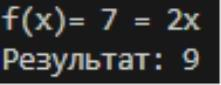 f(x)= 7 = 2x
Результат: 9